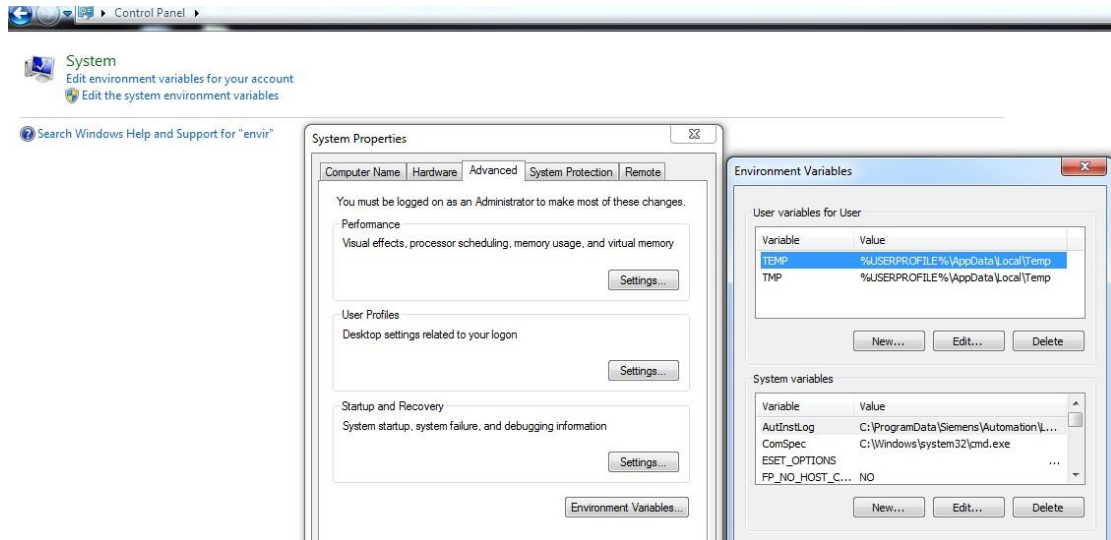 Control Panel
System
Edit environment variables for your account
Edit the system environment variables
Search Windows Help and Support for "envir"
System Properties
Computer Name Hardware Advanced System Protection Remote
You must be logged on as an Administrator to make most of these changes.
Performance
Visual effects, processor scheduling, memory usage, and virtual memory
Settings...
User Profiles
Desktop settings related to your logon
Settings...
Startup and Recovery
System startup, system failure, and debugging information
Settings...
Environment Variables...
Environment Variables
User variables for User
Variable Value
TEMP %USERPROFILE%\AppData\Local\Temp
TMP %USERPROFILE%\AppData\Local\Temp
New... Edit... Delete
System variables
Variable Value
AutInstLog C:\ProgramData\Siemens\Automation\L...
ComSpec C:\Windows\system32\cmd.exe
ESET_OPTIONS ...
FP_NO_HOST_C... NO
New... Edit... Delete